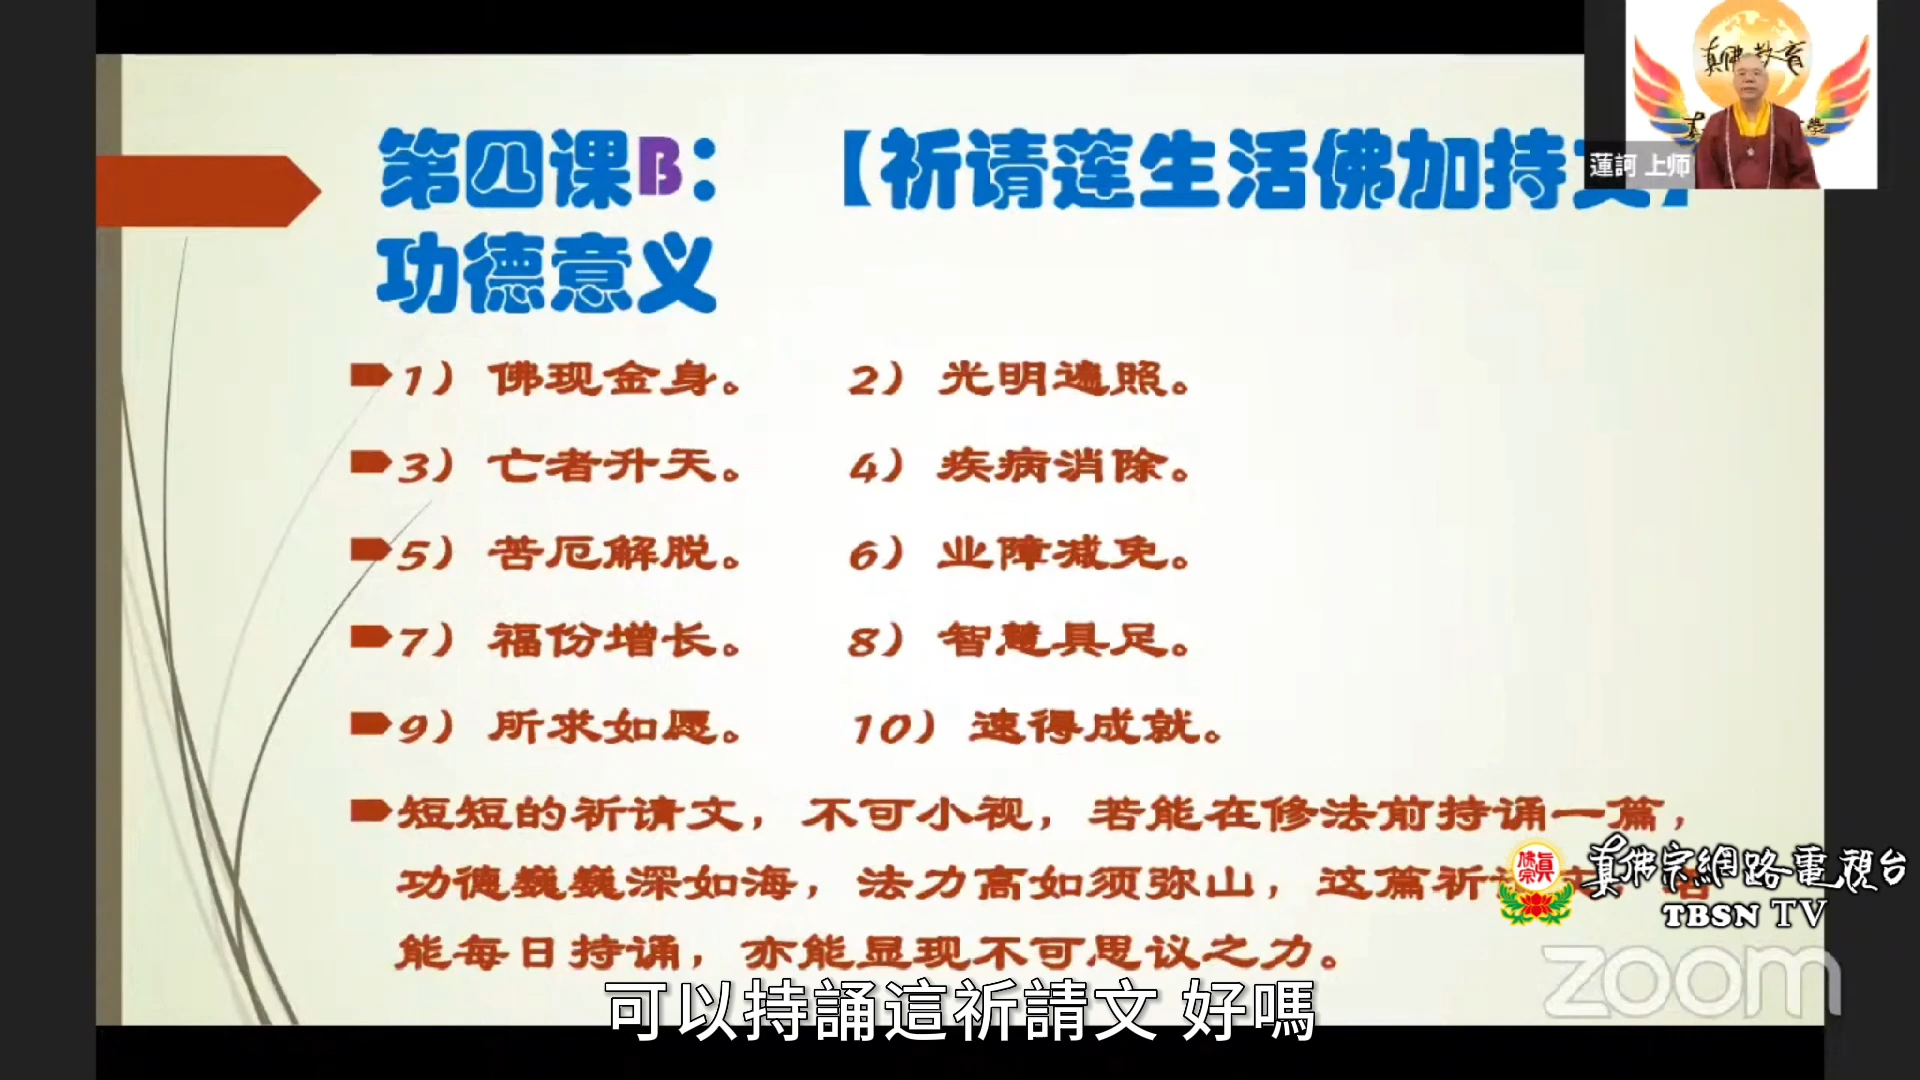 真佛教育
蓮訶 上师
第四课B： 【祈请莲生活佛加持文】
功德意义
1）佛现金身。 2）光明遍照。
3）亡者升天。 4）疾病消除。
5）苦厄解脱。 6）业障减免。
7）福份增长。 8）智慧具足。
9）所求如愿。 10）速得成就。
短短的祈请文，不可小视，若能在修法前持诵一篇，
功德巍巍深如海，法力高如须弥山，这篇祈
能每日持诵，亦能显现不可思议之力。
真佛宗
真佛宗網路電視台
TBSN TV
zoom
可以持誦這祈請文 好嗎